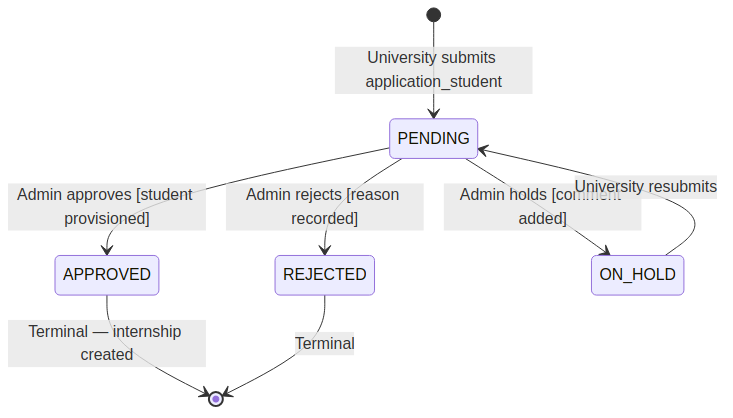 University submits
application_student
PENDING
Admin approves [student
provisioned]
Admin rejects [reason
recorded]
Admin holds [comment
added]
University resubmits
APPROVED
REJECTED
ON_HOLD
Terminal — internship
created
Terminal